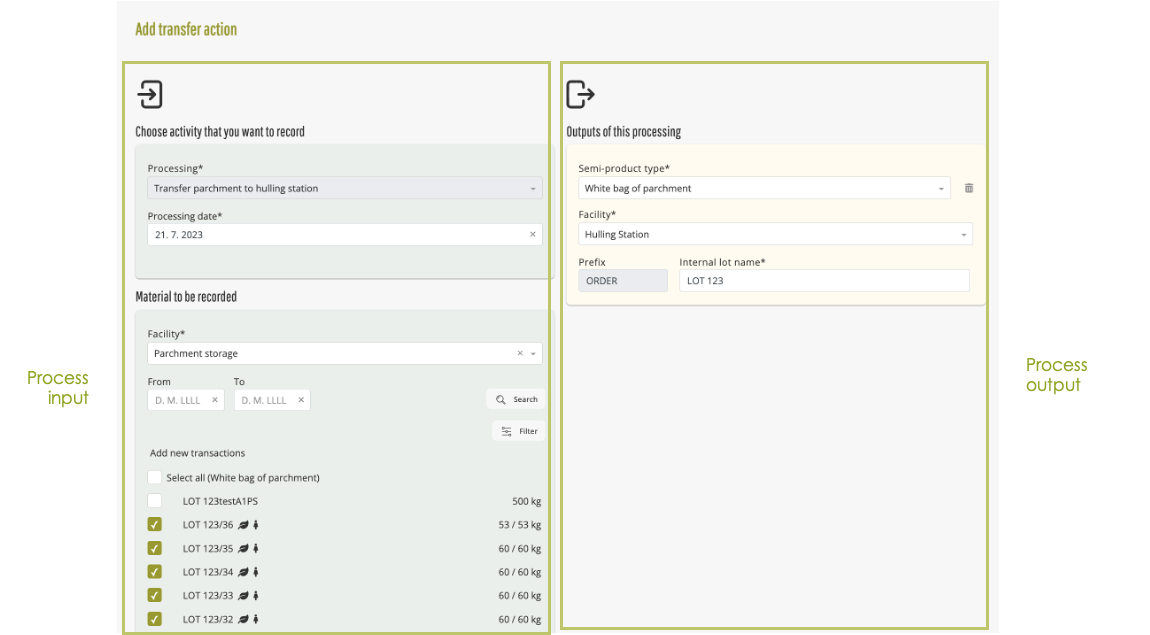 Add transfer action
Choose activity that you want to record
Processing*
Transfer parchment to hulling station
Processing date*
21. 7. 2023
×
Material to be recorded
Facility*
Parchment storage
×
From
To
D. M. LLLL ×
D. M. LLLL ×
Search
Filter
Add new transactions
Select all (White bag of parchment)
LOT 123testA1PS 500 kg
LOT 123/36 53 / 53 kg
LOT 123/35 60 / 60 kg
LOT 123/34 60 / 60 kg
LOT 123/33 60 / 60 kg
LOT 123/32 60 / 60 kg
Outputs of this processing
Semi-product type*
White bag of parchment
Facility*
Hulling Station
Prefix
Internal lot name*
ORDER
LOT 123
Process
input
Process
output